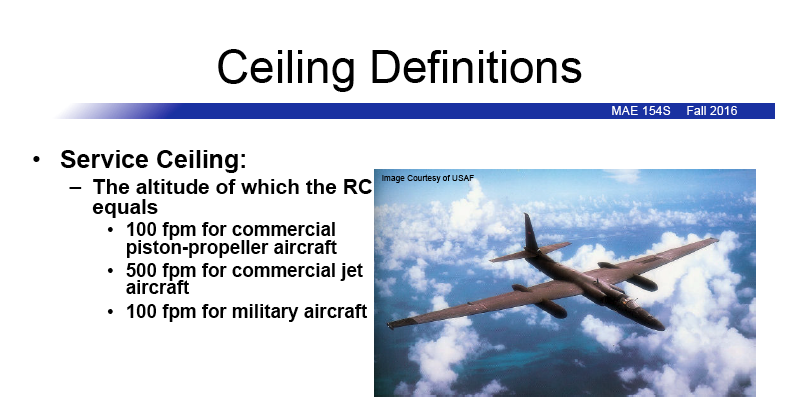 Ceiling Definitions
MAE 154S Fall 2016
• Service Ceiling:
– The altitude of which the RC
equals
• 100 fpm for commercial
piston-propeller aircraft
• 500 fpm for commercial jet
aircraft
• 100 fpm for military aircraft
Image Courtesy of USAF